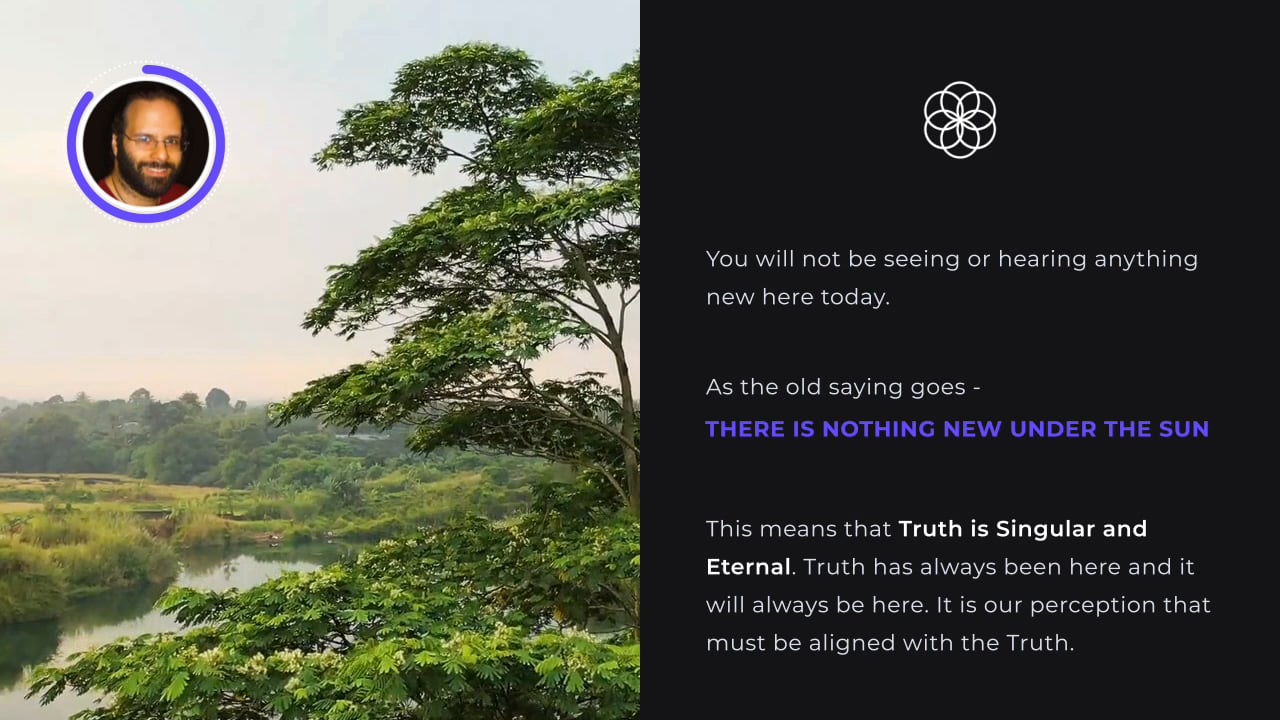 You will not be seeing or hearing anything
new here today.
As the old saying goes -
THERE IS NOTHING NEW UNDER THE SUN
This means that Truth is Singular and
Eternal. Truth has always been here and it
will always be here. It is our perception that
must be aligned with the Truth.